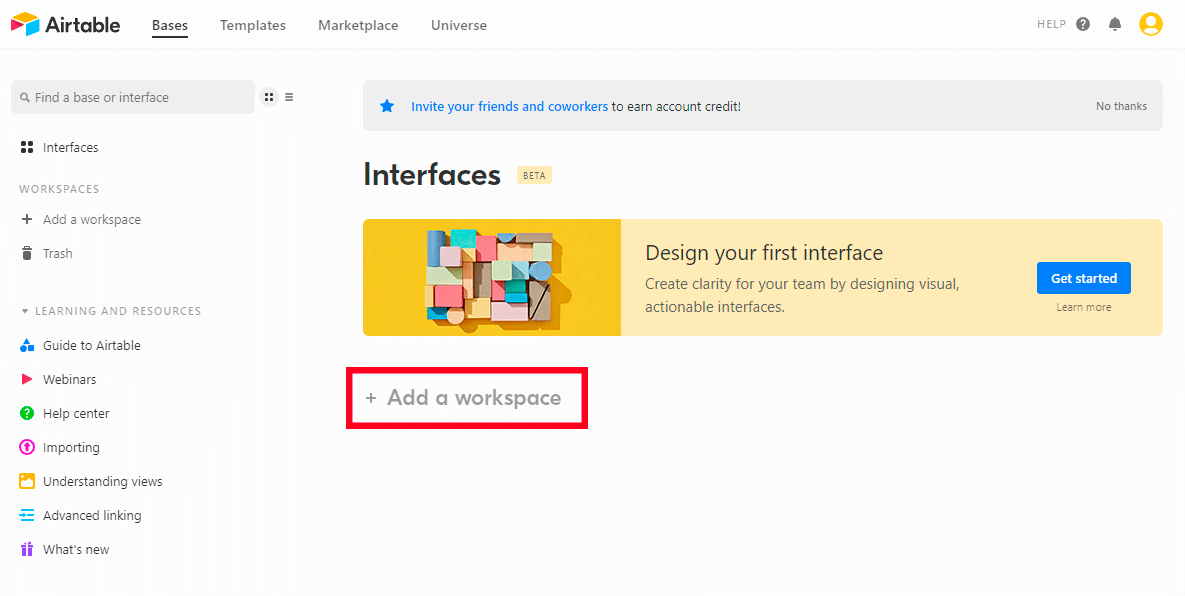 Airtable
Bases
Templates
Marketplace
Universe
HELP
Find a base or interface
Interfaces
WORKSPACES
+ Add a workspace
Trash
LEARNING AND RESOURCES
Guide to Airtable
Webinars
Help center
Importing
Understanding views
Advanced linking
What's new
Invite your friends and coworkers to earn account credit!
No thanks
Interfaces BETA
Design your first interface
Create clarity for your team by designing visual,
actionable interfaces.
Get started
Learn more
+ Add a workspace